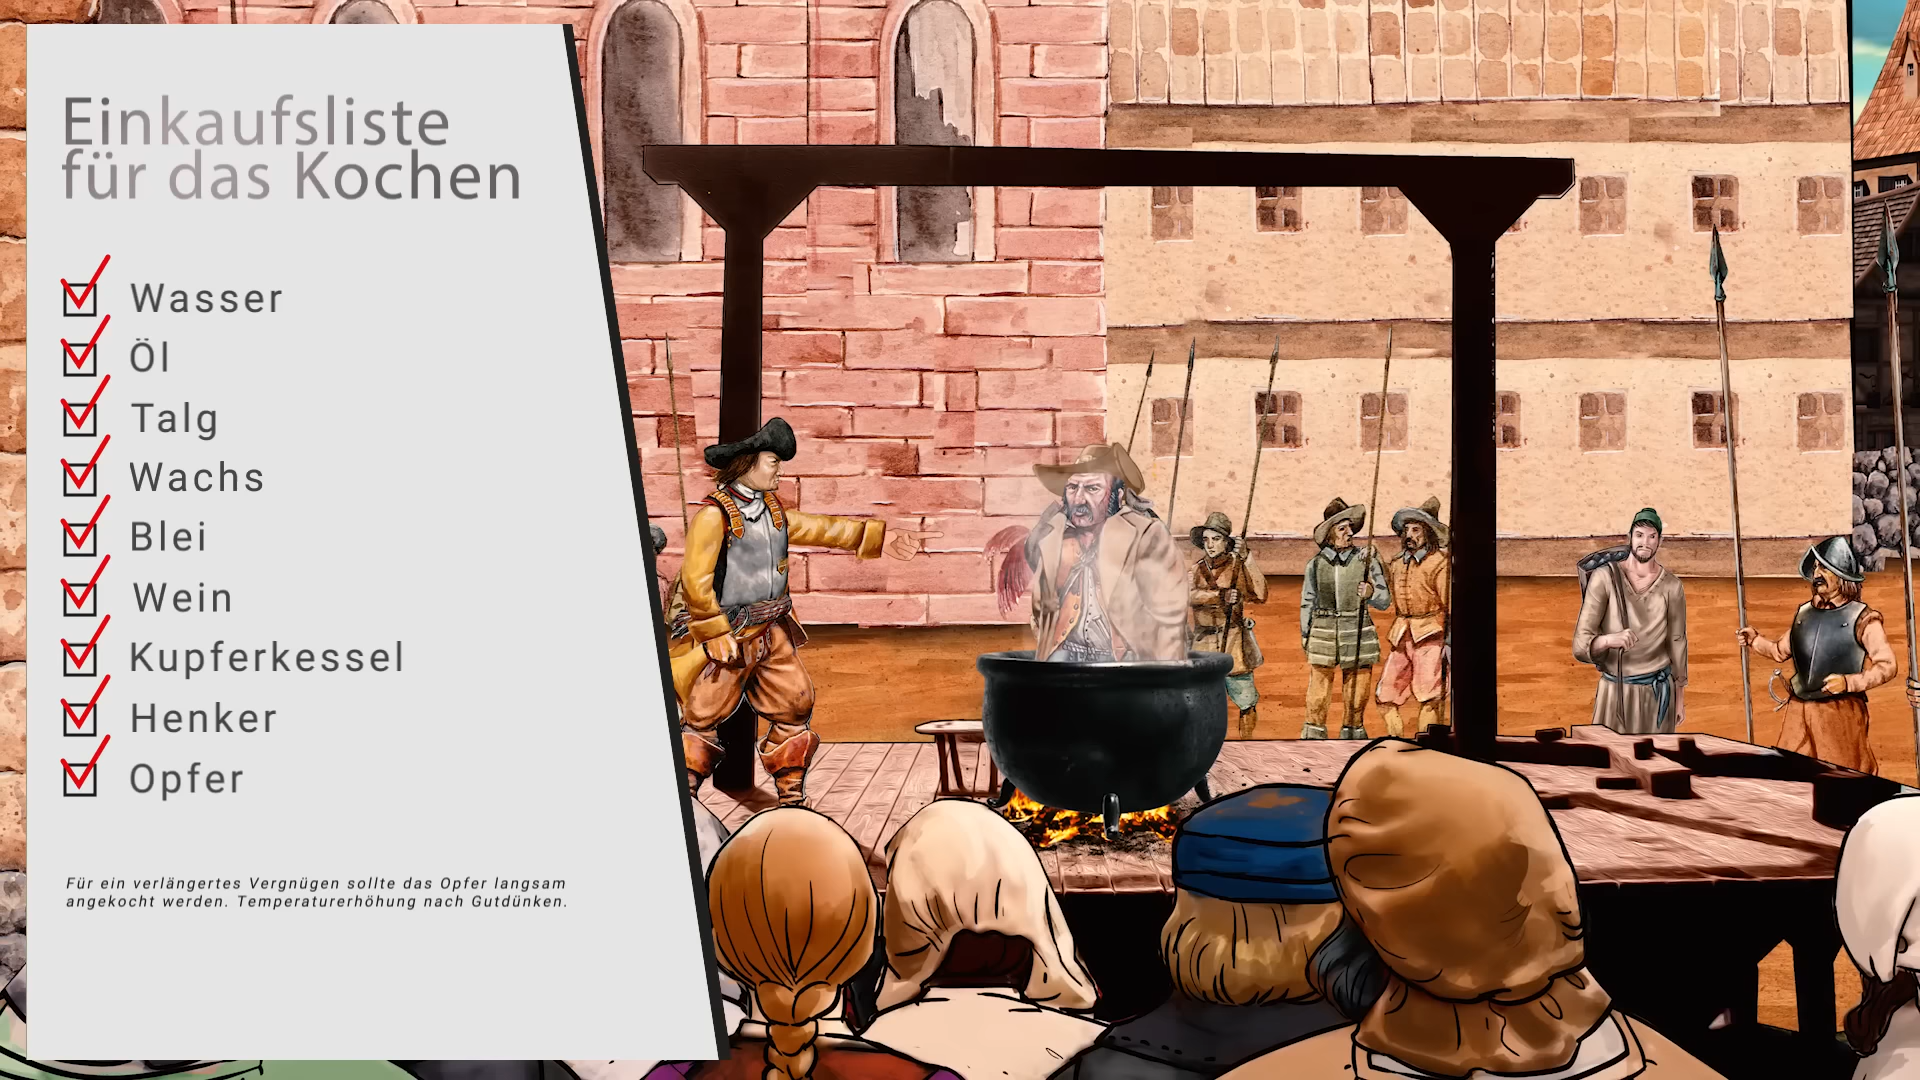 Einkaufsliste
für das Kochen
Wasser
Öl
Talg
Wachs
Blei
Wein
Kupferkessel
Henker
Opfer
Für ein verlängertes Vergnügen sollte das Opfer langsam
angekocht werden. Temperaturerhöhung nach Gutdünken.